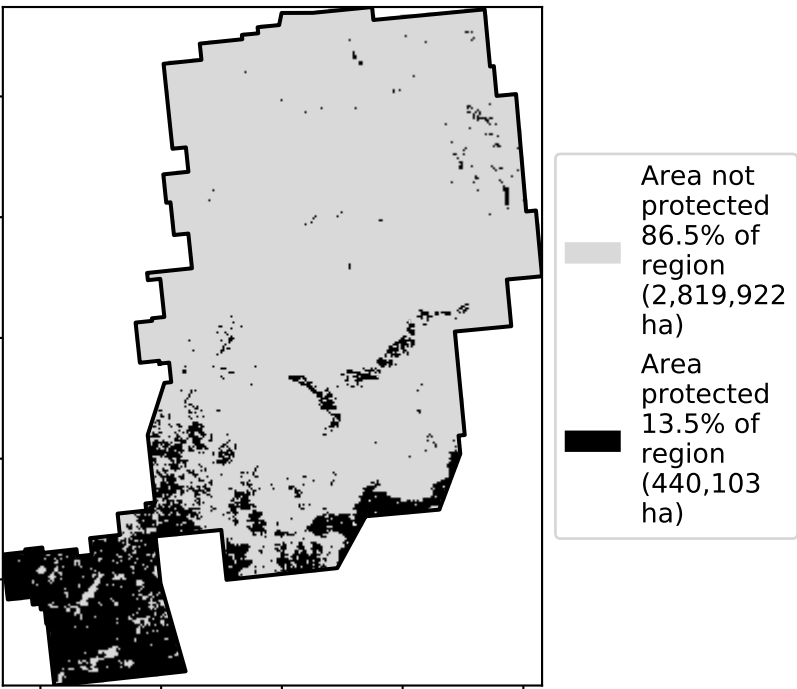 Area not
protected
86.5% of
region
(2,819,922
ha)
Area
protected
13.5% of
region
(440,103
ha)